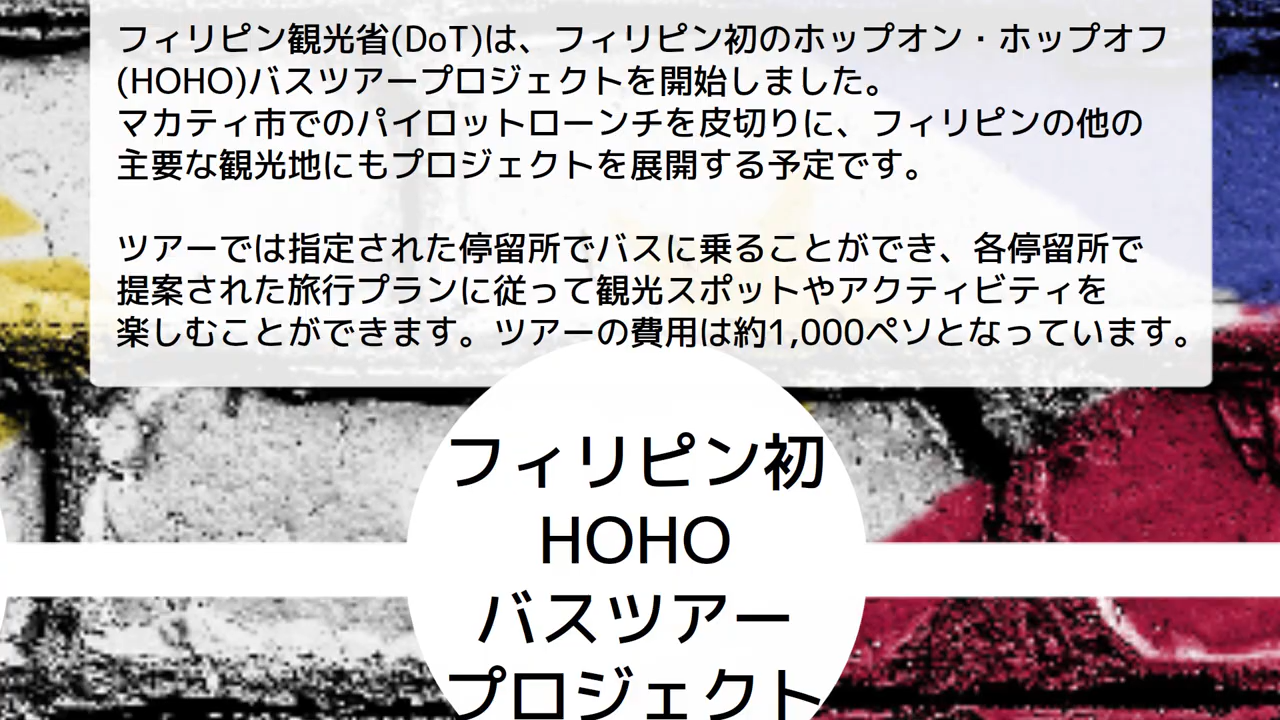 フィリピン観光省(DoT)は、フィリピン初のホップオン・ホップオフ
(HOHO)バスツアープロジェクトを開始しました。
マカティ市でのパイロットローンチを皮切りに、フィリピンの他の
主要な観光地にもプロジェクトを展開する予定です。
ツアーでは指定された停留所でバスに乗ることができ、各停留所で
提案された旅行プランに従って観光スポットやアクティビティを
楽しむことができます。ツアーの費用は約1,000ペソとなっています。
フィリピン初
HOHO
バスツアー
プロジェクト